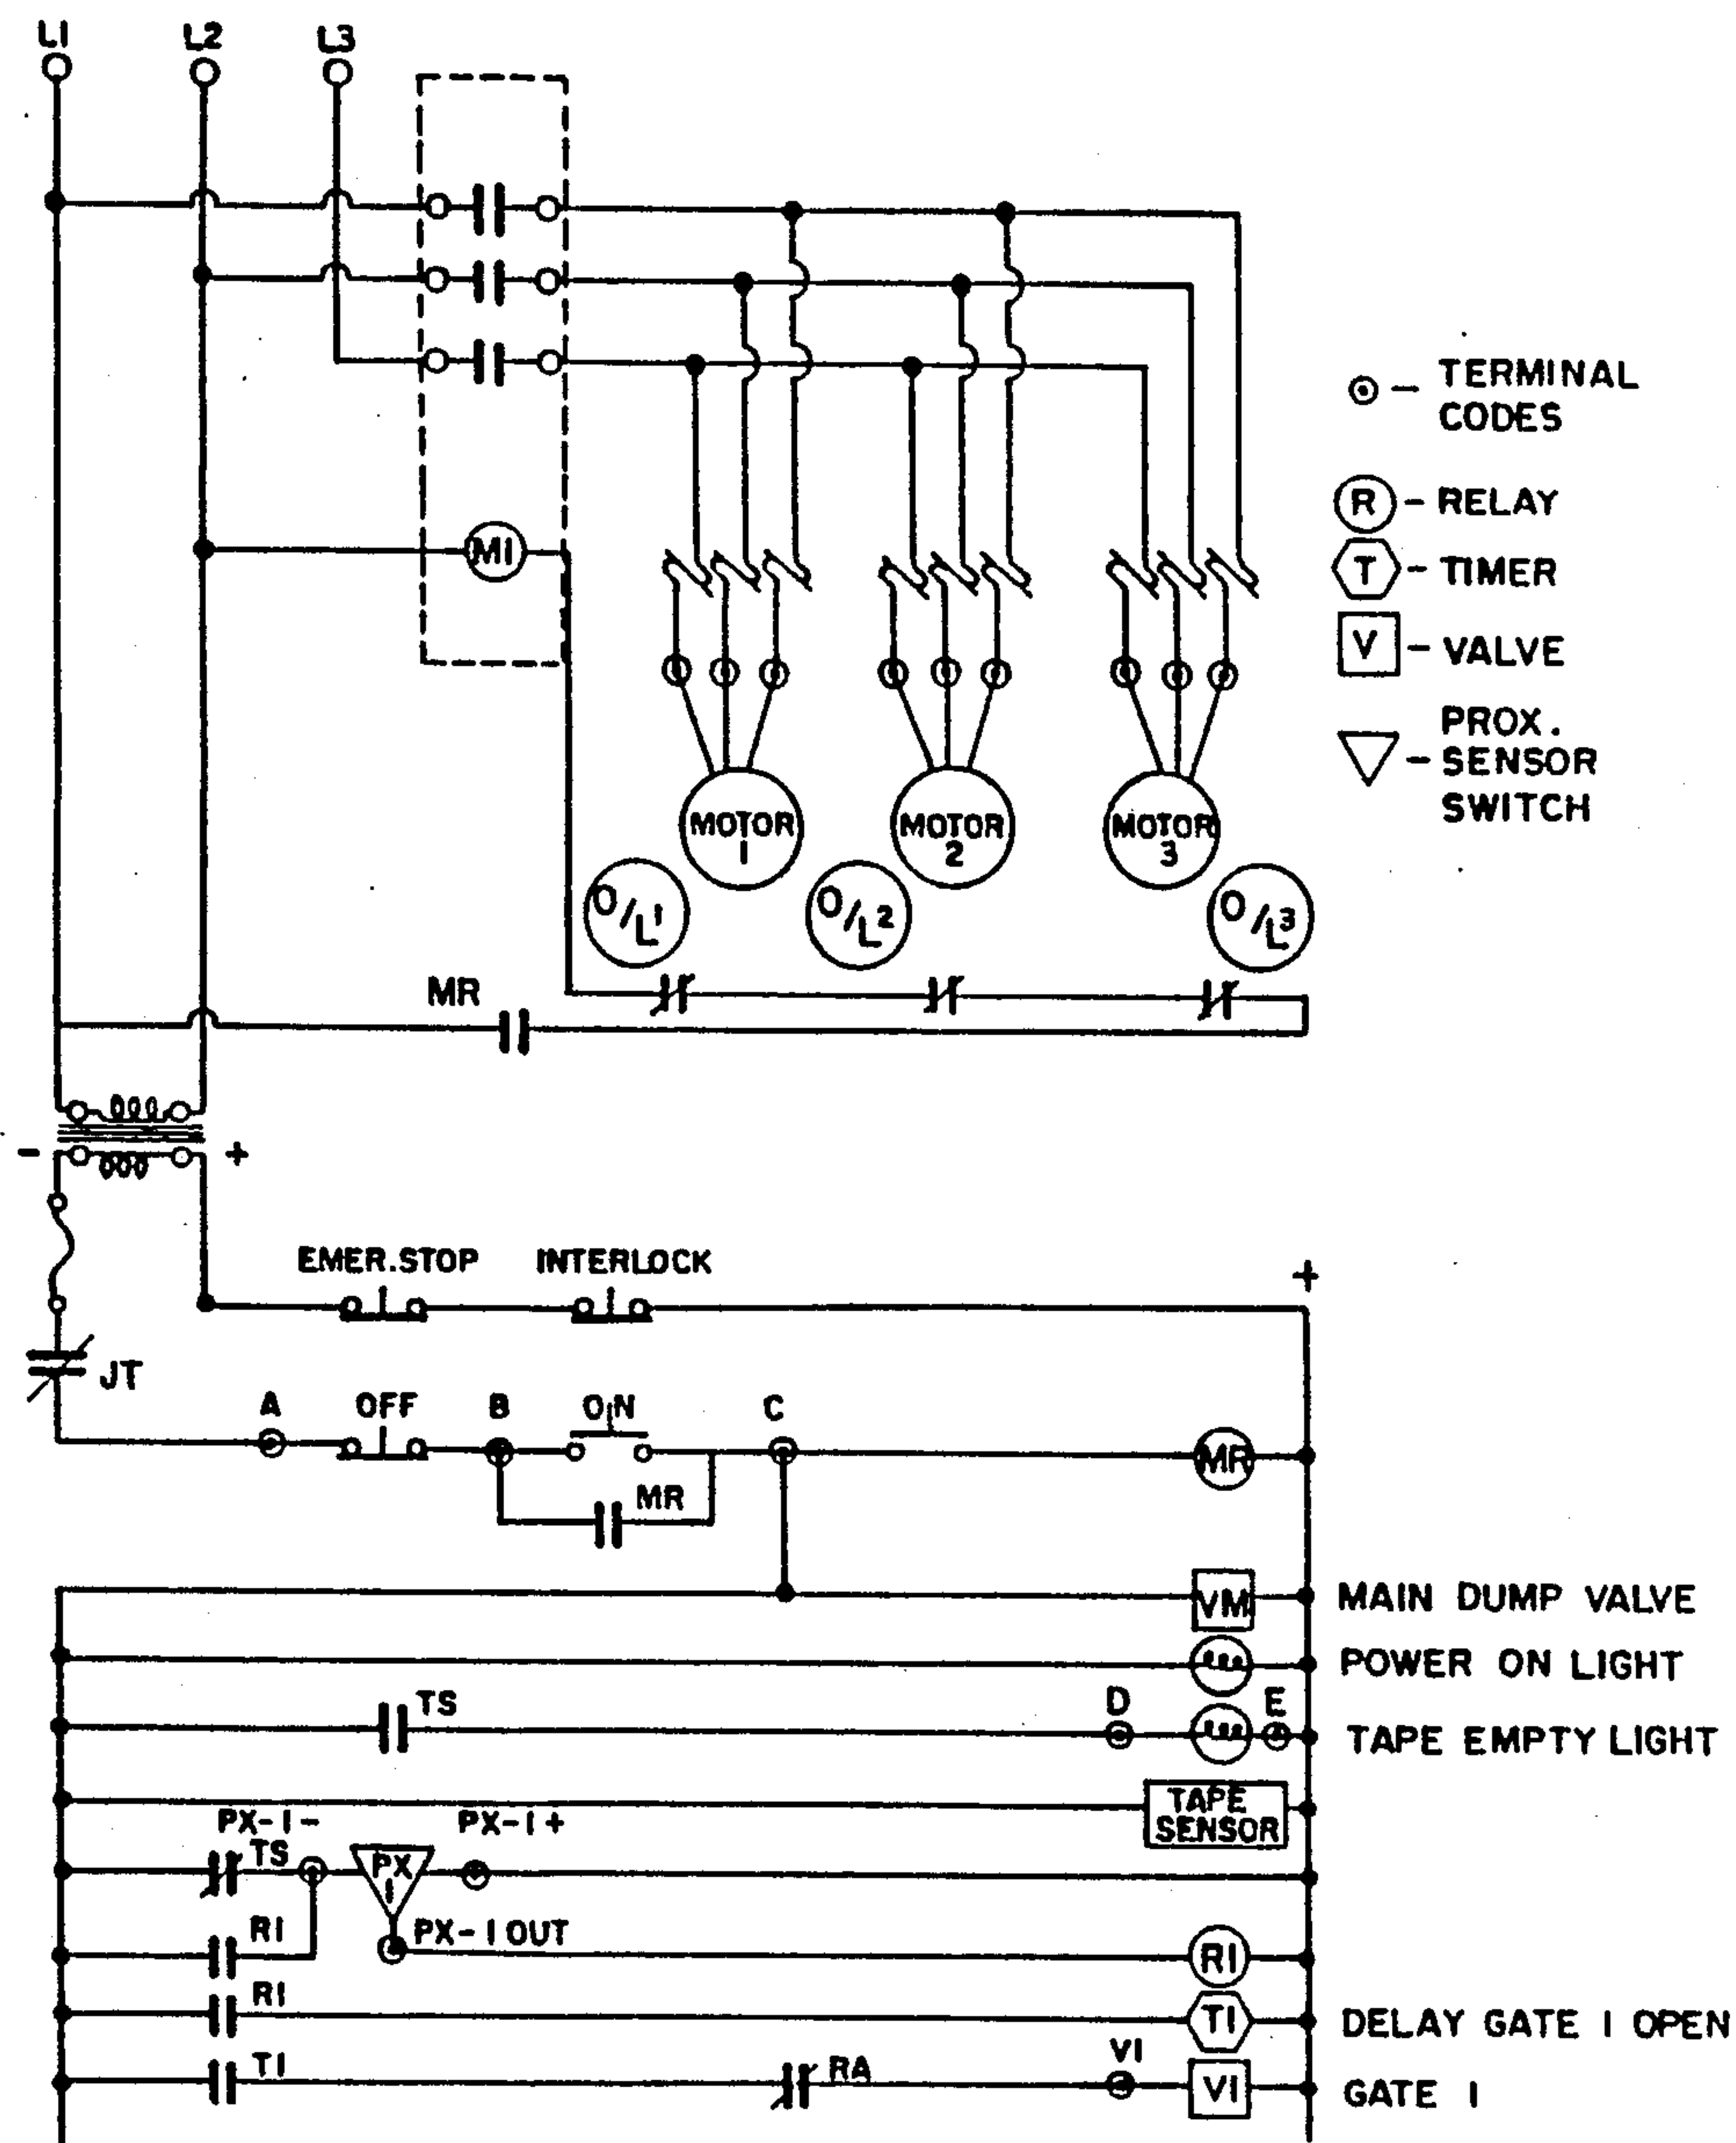 L1 L2 L3
TERMINAL
CODES
R - RELAY
M1
T - TIMER
V - VALVE
PROX.
SENSOR
SWITCH
MOTOR
1
MOTOR
2
MOTOR
3
O/L1
O/L2
O/L3
MR
- +
EMER.STOP INTERLOCK +
JT
A OFF B ON C
MR
MR
VM MAIN DUMP VALVE
POWER ON LIGHT
TS D E
TAPE EMPTY LIGHT
TAPE
SENSOR
PX-1- PX-1+
TS PX
1
R1 PX-1 OUT
R1
R1
T1 DELAY GATE 1 OPEN
T1 RA V1
V1 GATE 1